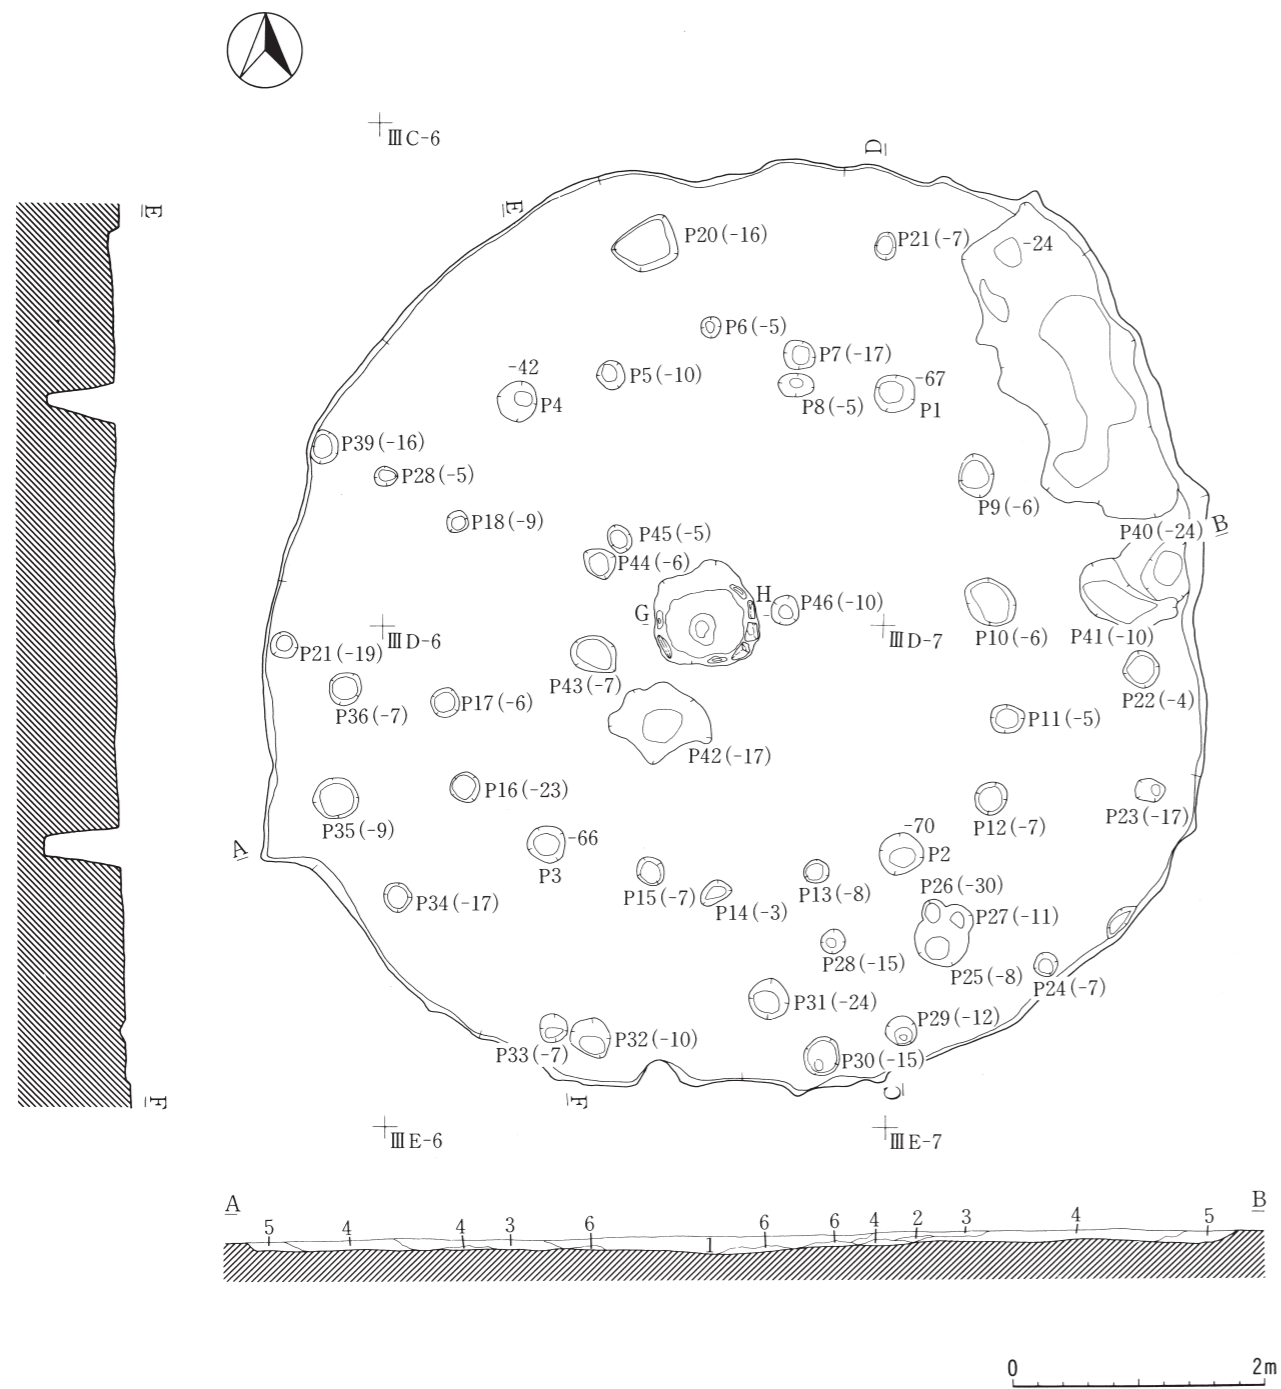 ⅢC-6
D
E
E
P20(-16)
P21(-7)
-24
P6(-5)
P7(-17)
-42
P5(-10)
-67
P4
P8(-5)
P1
P39(-16)
P28(-5)
P9(-6)
P18(-9)
P45(-5)
P40(-24)
B
P44(-6)
G
H
P46(-10)
ⅢD-6
ⅢD-7
P10(-6)
P41(-10)
P21(-19)
P43(-7)
P36(-7)
P17(-6)
P22(-4)
P11(-5)
P42(-17)
P16(-23)
P35(-9)
P12(-7)
P23(-17)
A
-66
-70
P3
P2
P15(-7)
P13(-8)
P26(-30)
P34(-17)
P14(-3)
P27(-11)
P28(-15)
P25(-8)
P24(-7)
P31(-24)
P29(-12)
P33(-7)
P32(-10)
P30(-15)
F
F
C
ⅢE-6
ⅢE-7
A
B
5 4 4 3 6 1 6 6 4 2 3 4 5
0 2m